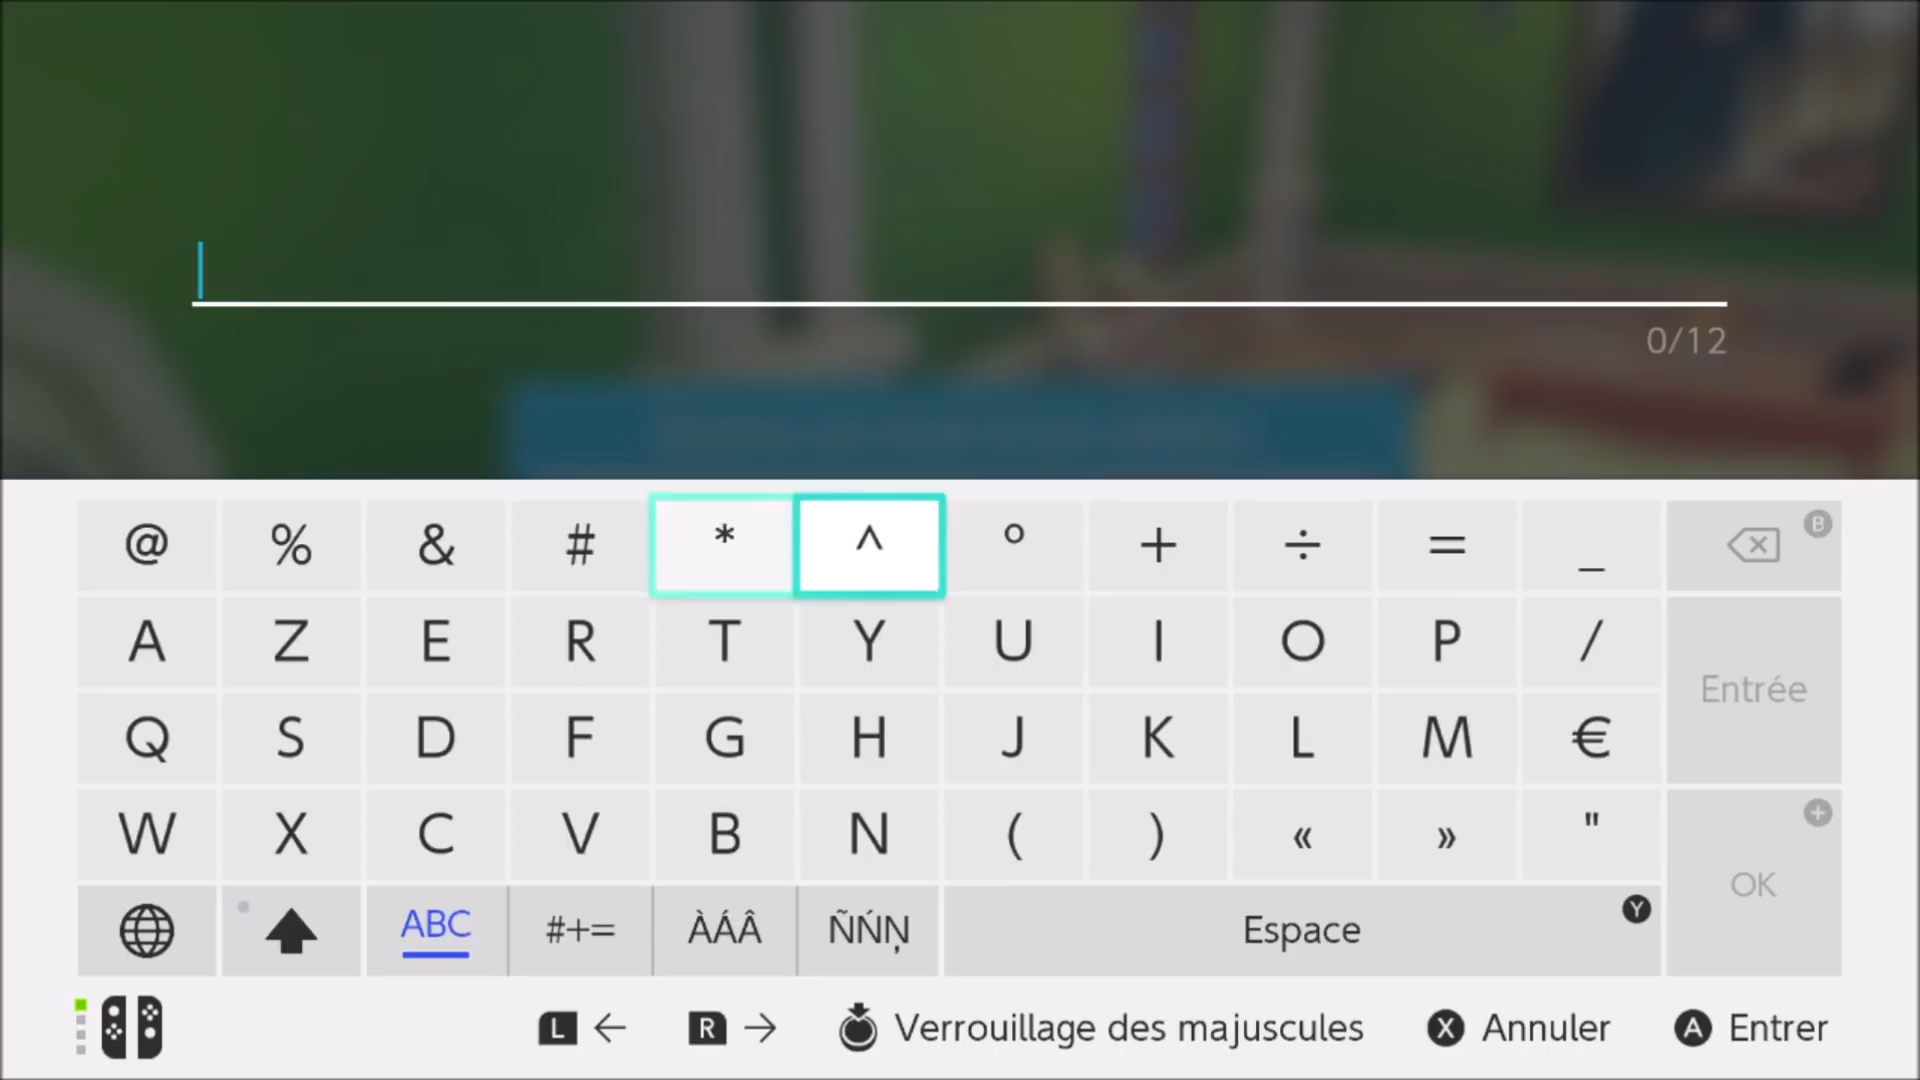 0/12
@ % & # * ^ ° + ÷ = _ B
A Z E R T Y U I O P /
Entrée
Q S D F G H J K L M €
W X C V B N ( ) « » "
OK
ABC #+= ÀÁÂ ÑŃŅ Espace Y
L ← R → Verrouillage des majuscules X Annuler A Entrer